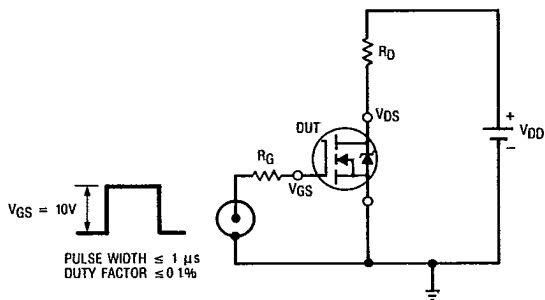 RD
VDS
DUT
+
VDD
−
RG
VGS
VGS = 10V
PULSE WIDTH ≤ 1 µs
DUTY FACTOR ≤ 0 1%